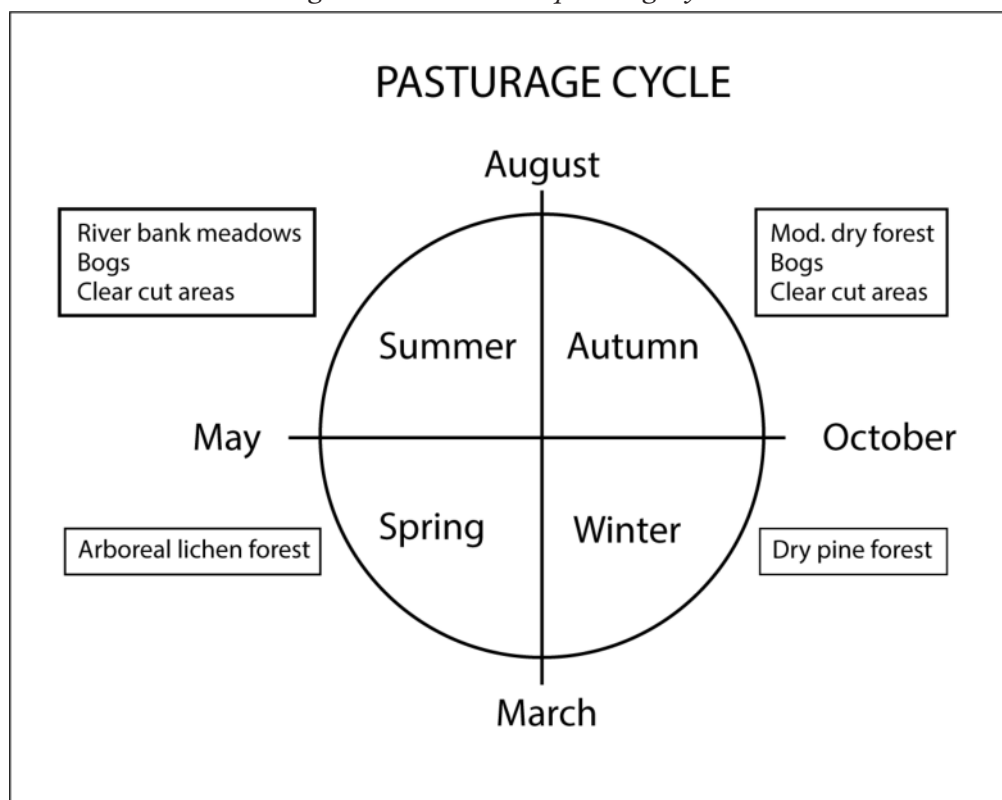 PASTURAGE CYCLE
August
River bank meadows
Bogs
Clear cut areas
Mod. dry forest
Bogs
Clear cut areas
Summer
Autumn
May
October
Spring
Winter
Arboreal lichen forest
Dry pine forest
March